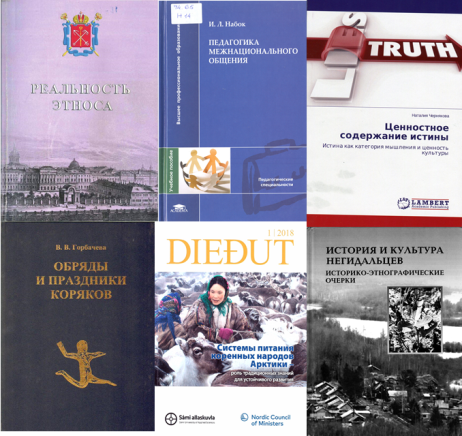 РЕАЛЬНОСТЬ
ЭТНОСА
И. Л. Набок
ПЕДАГОГИКА
МЕЖНАЦИОНАЛЬНОГО
ОБЩЕНИЯ
Высшее профессиональное образование
Учебное пособие
Педагогические
специальности
ACADEMA
TRUTH
Наталия Черепкова
Ценностное
содержание истины
Истина как категория мышления и ценность
культуры
LAMBERT
Academic Publishing
В. В. Горбачева
ОБРЯДЫ
И ПРАЗДНИКИ
КОРЯКОВ
1 | 2018
DIEĐUT
Системы питания
коренных народов
Арктики
роль традиционных знаний
для устойчивого развития
Sámi allaskuvla
Nordic Council
of Ministers
ИСТОРИЯ И КУЛЬТУРА
НЕГИДАЛЬЦЕВ
ИСТОРИКО-ЭТНОГРАФИЧЕСКИЕ
ОЧЕРКИ